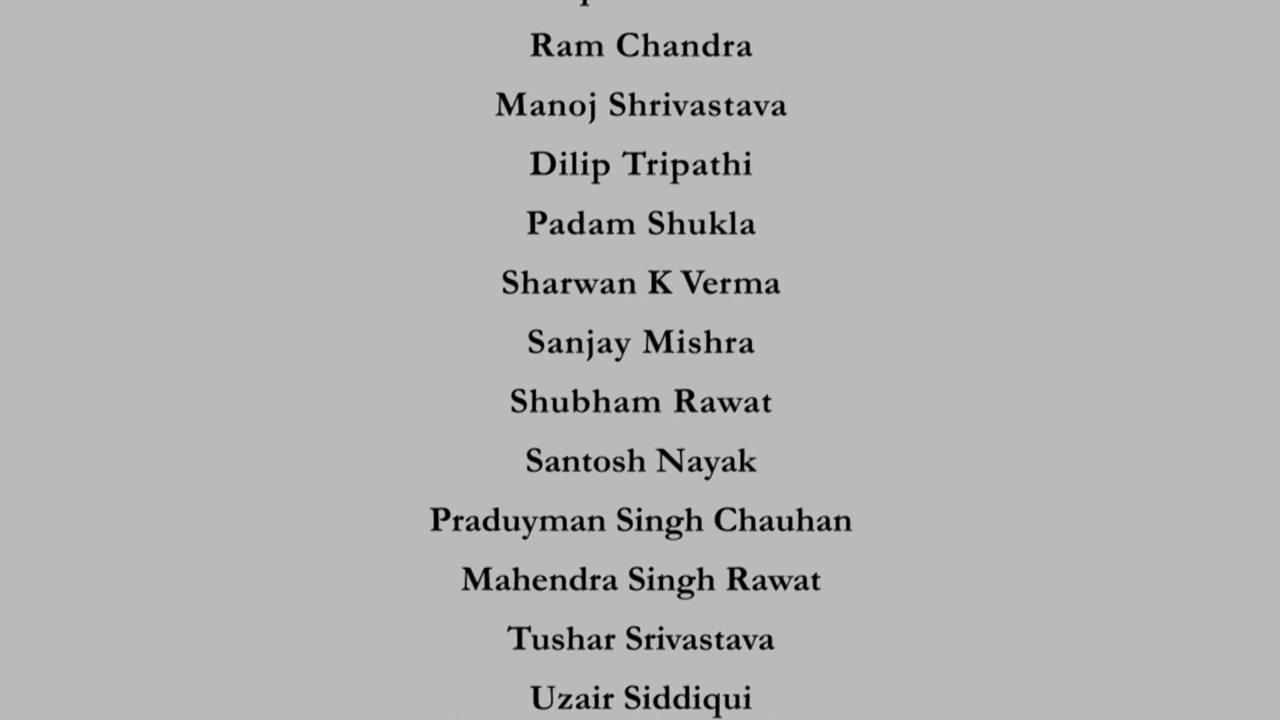 Ram Chandra
Manoj Shrivastava
Dilip Tripathi
Padam Shukla
Sharwan K Verma
Sanjay Mishra
Shubham Rawat
Santosh Nayak
Praduyman Singh Chauhan
Mahendra Singh Rawat
Tushar Srivastava
Uzair Siddiqui